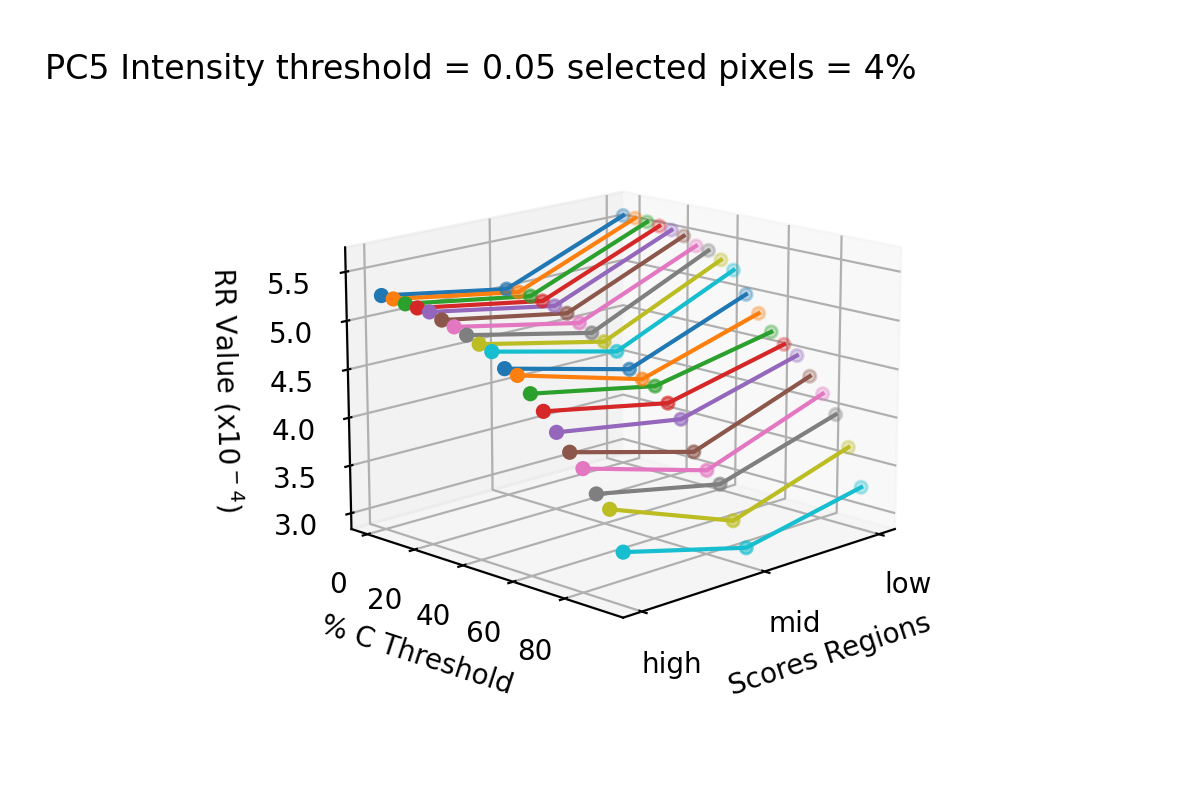 PC5 Intensity threshold = 0.05 selected pixels = 4%
RR Value (x10⁻⁴)
5.5
5.0
4.5
4.0
3.5
3.0
0
20
40
60
80
% C Threshold
high
mid
low
Scores Regions